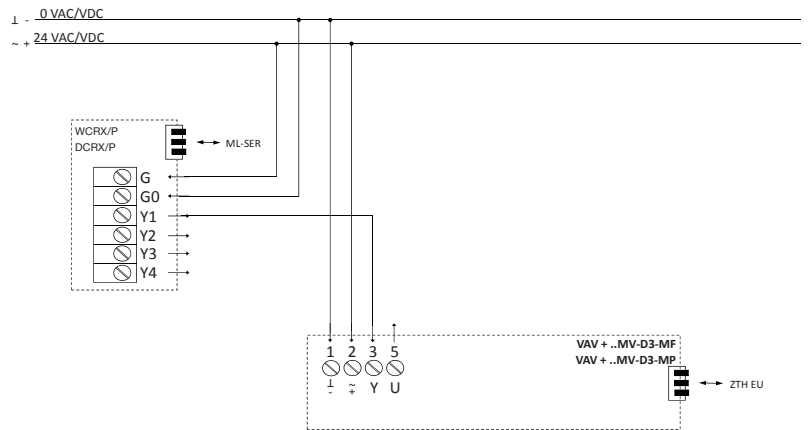 ⊥ - 0 VAC/VDC
~ + 24 VAC/VDC
WCRX/P
DCRX/P
ML-SER
G
G0
Y1
Y2
Y3
Y4
VAV + ..MV-D3-MF
VAV + ..MV-D3-MP
1 2 3 5
⊥ ~ Y U
- +
ZTH EU